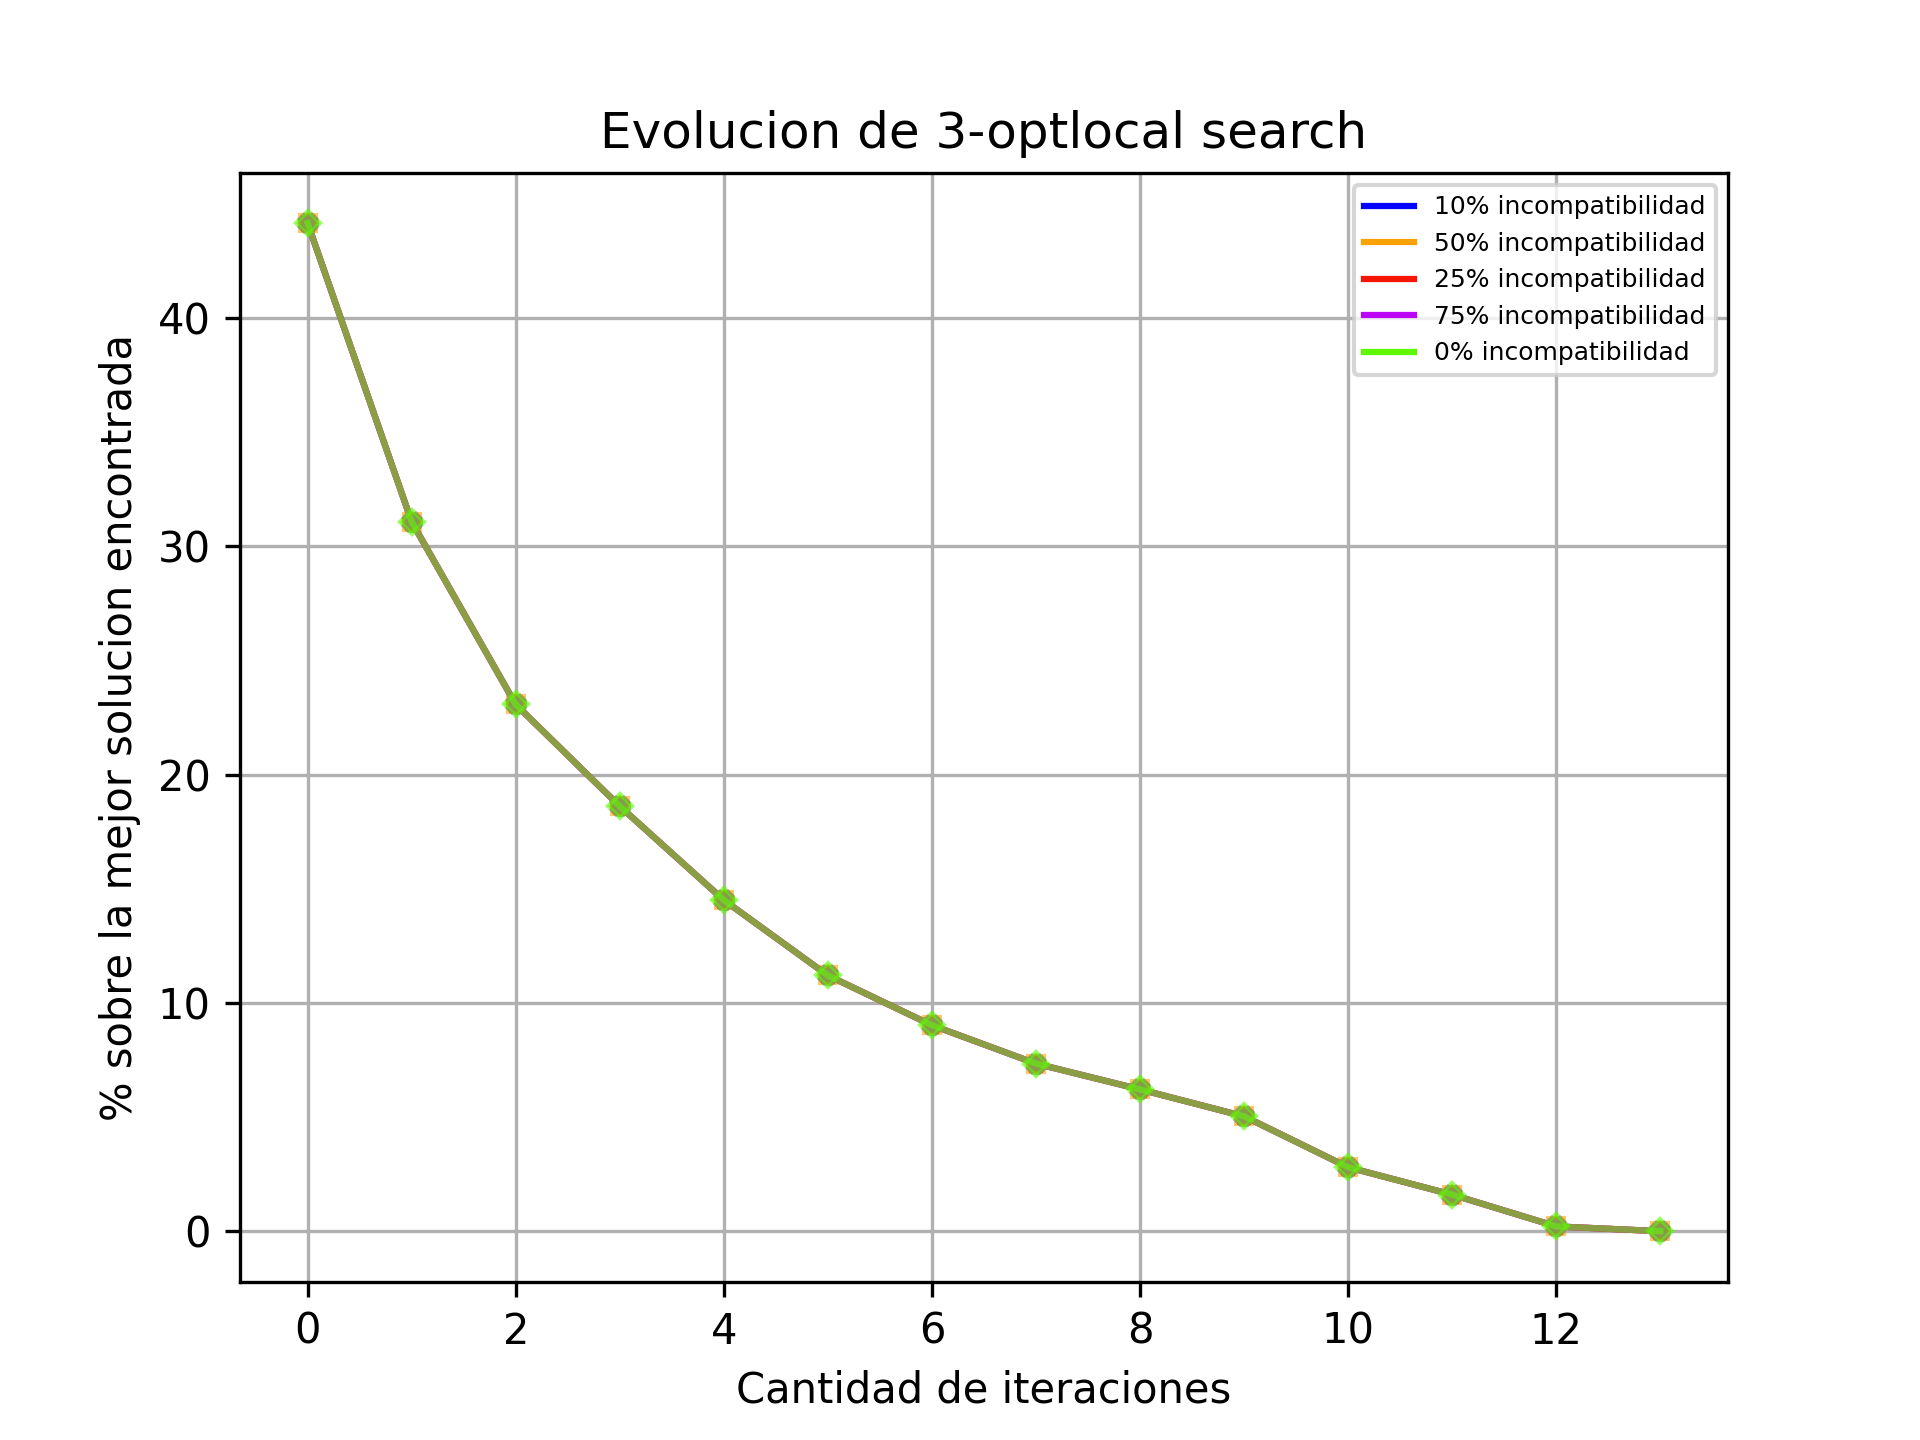 Evolucion de 3-optlocal search
10% incompatibilidad
50% incompatibilidad
25% incompatibilidad
75% incompatibilidad
0% incompatibilidad
% sobre la mejor solucion encontrada
40
30
20
10
0
0 2 4 6 8 10 12
Cantidad de iteraciones